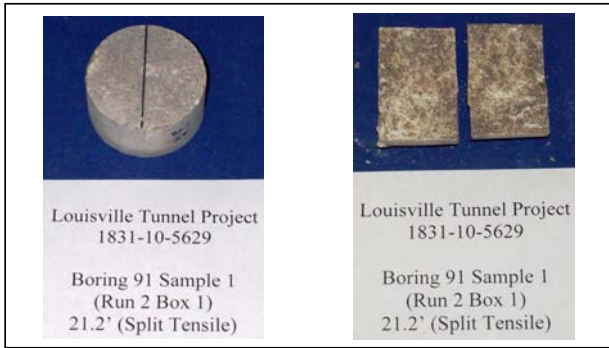 Louisville Tunnel Project
1831-10-5629
Boring 91 Sample 1
(Run 2 Box 1)
21.2’ (Split Tensile)
Louisville Tunnel Project
1831-10-5629
Boring 91 Sample 1
(Run 2 Box 1)
21.2’ (Split Tensile)